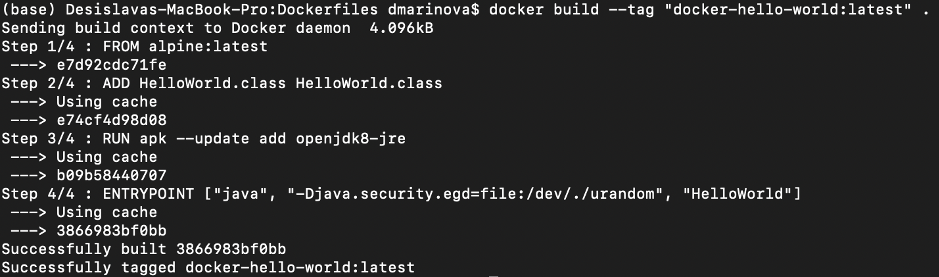 (base) Desislavas-MacBook-Pro:Dockerfiles dmarinova$ docker build --tag "docker-hello-world:latest" .
Sending build context to Docker daemon  4.096kB
Step 1/4 : FROM alpine:latest
 ---> e7d92cdc71fe
Step 2/4 : ADD HelloWorld.class HelloWorld.class
 ---> Using cache
 ---> e74cf4d98d08
Step 3/4 : RUN apk --update add openjdk8-jre
 ---> Using cache
 ---> b09b58440707
Step 4/4 : ENTRYPOINT ["java", "-Djava.security.egd=file:/dev/./urandom", "HelloWorld"]
 ---> Using cache
 ---> 3866983bf0bb
Successfully built 3866983bf0bb
Successfully tagged docker-hello-world:latest